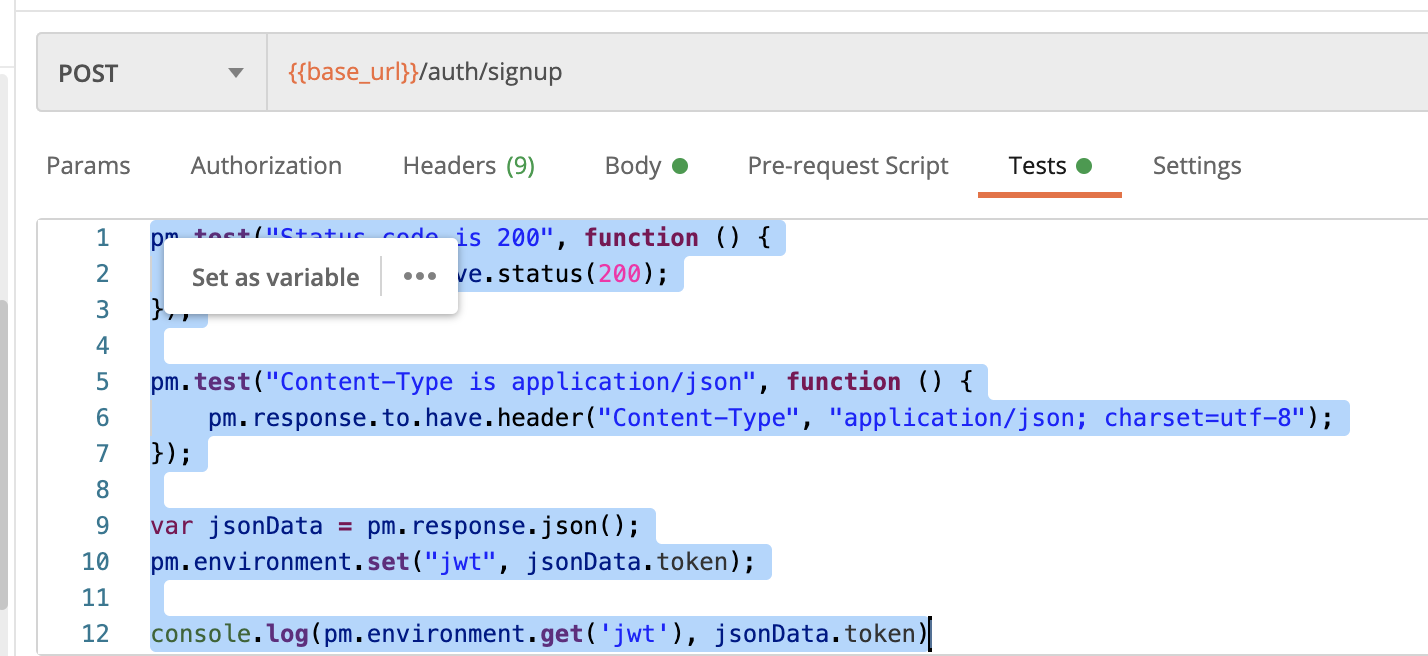 POST
{{base_url}}/auth/signup
Params Authorization Headers (9) Body Pre-request Script Tests Settings
1 pm.test("Status code is 200", function () {
Set as variable •••
2 ve.status(200);
3 });
4
5 pm.test("Content-Type is application/json", function () {
6 pm.response.to.have.header("Content-Type", "application/json; charset=utf-8");
7 });
8
9 var jsonData = pm.response.json();
10 pm.environment.set("jwt", jsonData.token);
11
12 console.log(pm.environment.get('jwt'), jsonData.token)